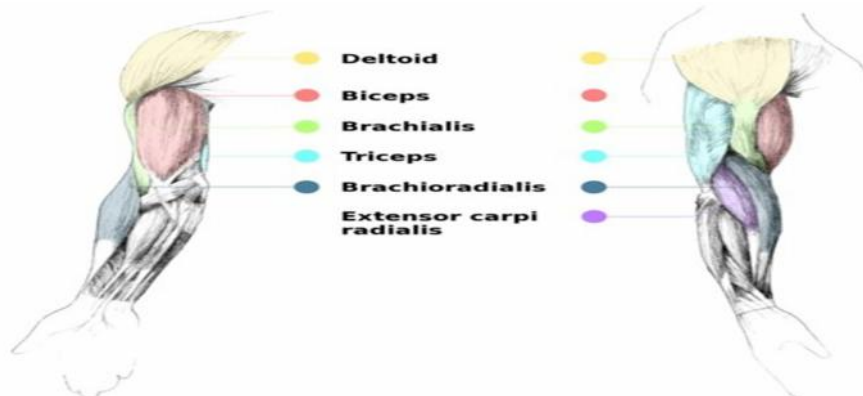 Deltoid
Biceps
Brachialis
Triceps
Brachioradialis
Extensor carpi
radialis